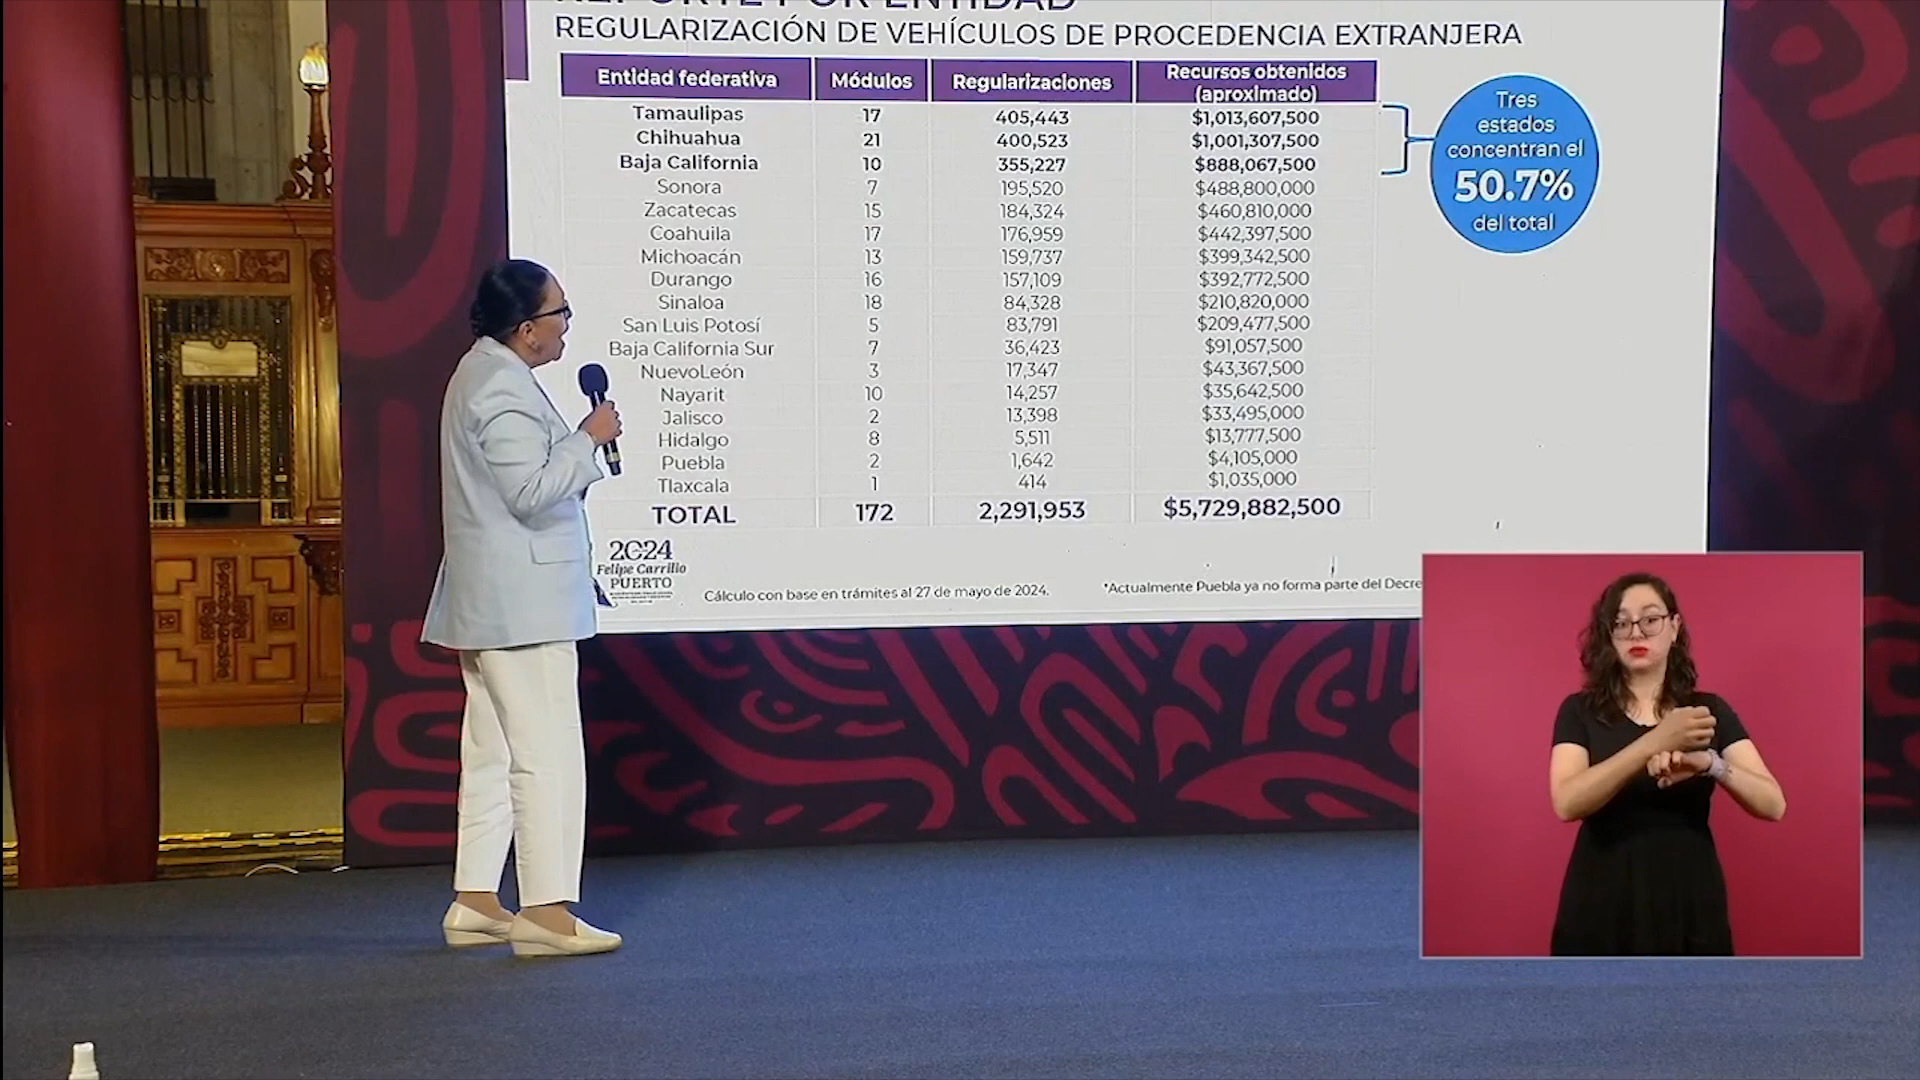 REPORTE POR ENTIDAD
REGULARIZACIÓN DE VEHÍCULOS DE PROCEDENCIA EXTRANJERA
Entidad federativa Módulos Regularizaciones Recursos obtenidos (aproximado)
Tamaulipas 17 405,443 $1,013,607,500
Chihuahua 21 400,523 $1,001,307,500
Baja California 10 355,227 $888,067,500
Sonora 7 195,520 $488,800,000
Zacatecas 15 184,324 $460,810,000
Coahuila 17 176,959 $442,397,500
Michoacán 13 159,737 $399,342,500
Durango 16 157,109 $392,772,500
Sinaloa 18 84,328 $210,820,000
San Luis Potosí 5 83,791 $209,477,500
Baja California Sur 7 36,423 $91,057,500
NuevoLeón 3 17,347 $43,367,500
Nayarit 10 14,257 $35,642,500
Jalisco 2 13,398 $33,495,000
Hidalgo 8 5,511 $13,777,500
Puebla 2 1,642 $4,105,000
Tlaxcala 1 414 $1,035,000
TOTAL 172 2,291,953 $5,729,882,500
Tres
estados
concentran el
50.7%
del total
2024
Felipe Carrillo
PUERTO
Cálculo con base en trámites al 27 de mayo de 2024.
*Actualmente Puebla ya no forma parte del Decre